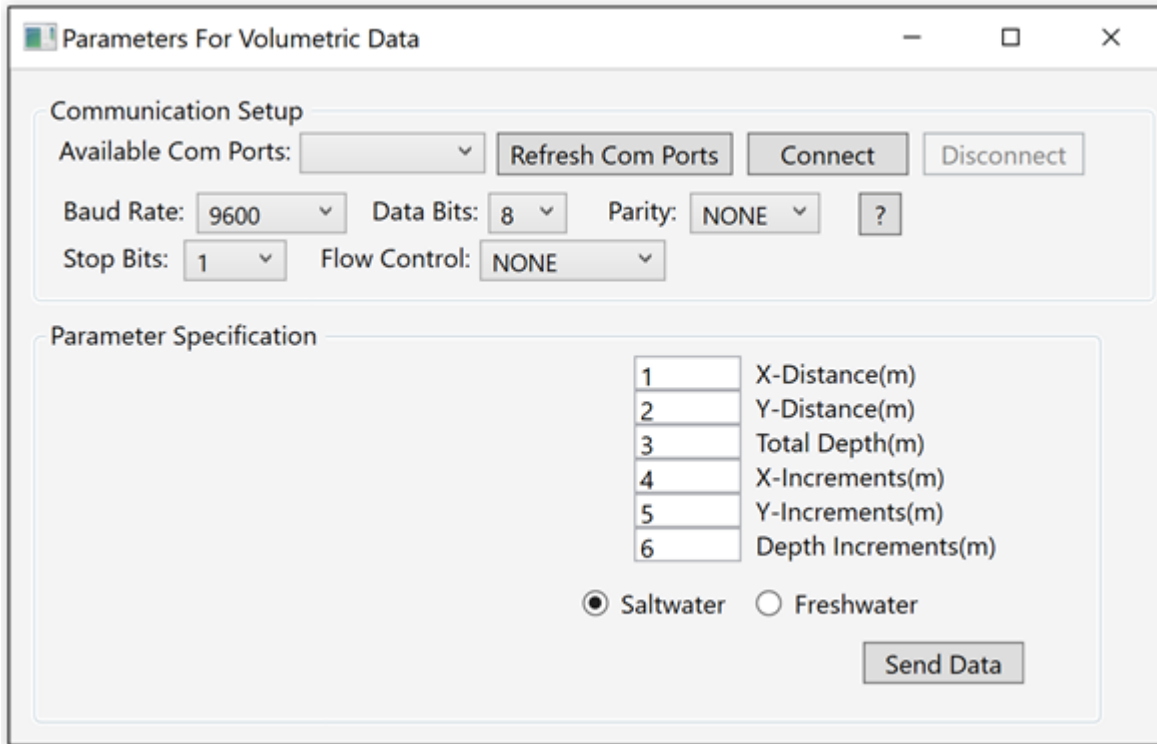 Parameters For Volumetric Data
Communication Setup
Available Com Ports: Refresh Com Ports Connect Disconnect
Baud Rate: 9600 Data Bits: 8 Parity: NONE ?
Stop Bits: 1 Flow Control: NONE
Parameter Specification
1 X-Distance(m)
2 Y-Distance(m)
3 Total Depth(m)
4 X-Increments(m)
5 Y-Increments(m)
6 Depth Increments(m)
Saltwater Freshwater
Send Data